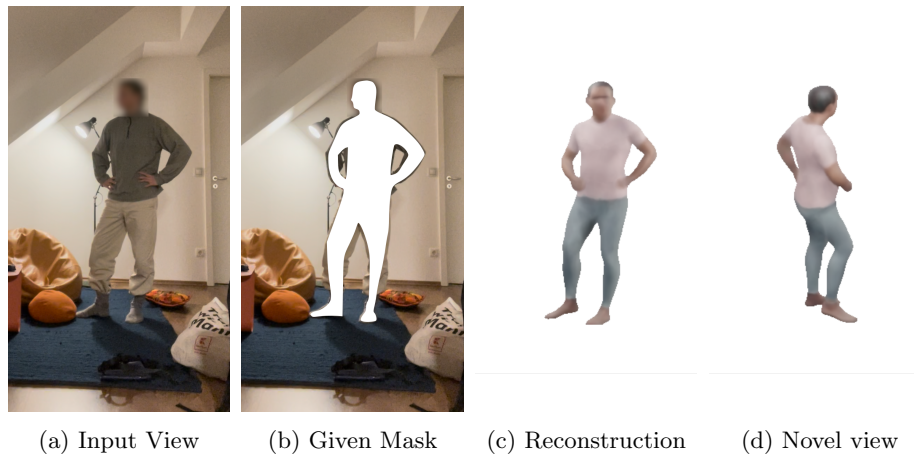 (a) Input View
(b) Given Mask
(c) Reconstruction
(d) Novel view